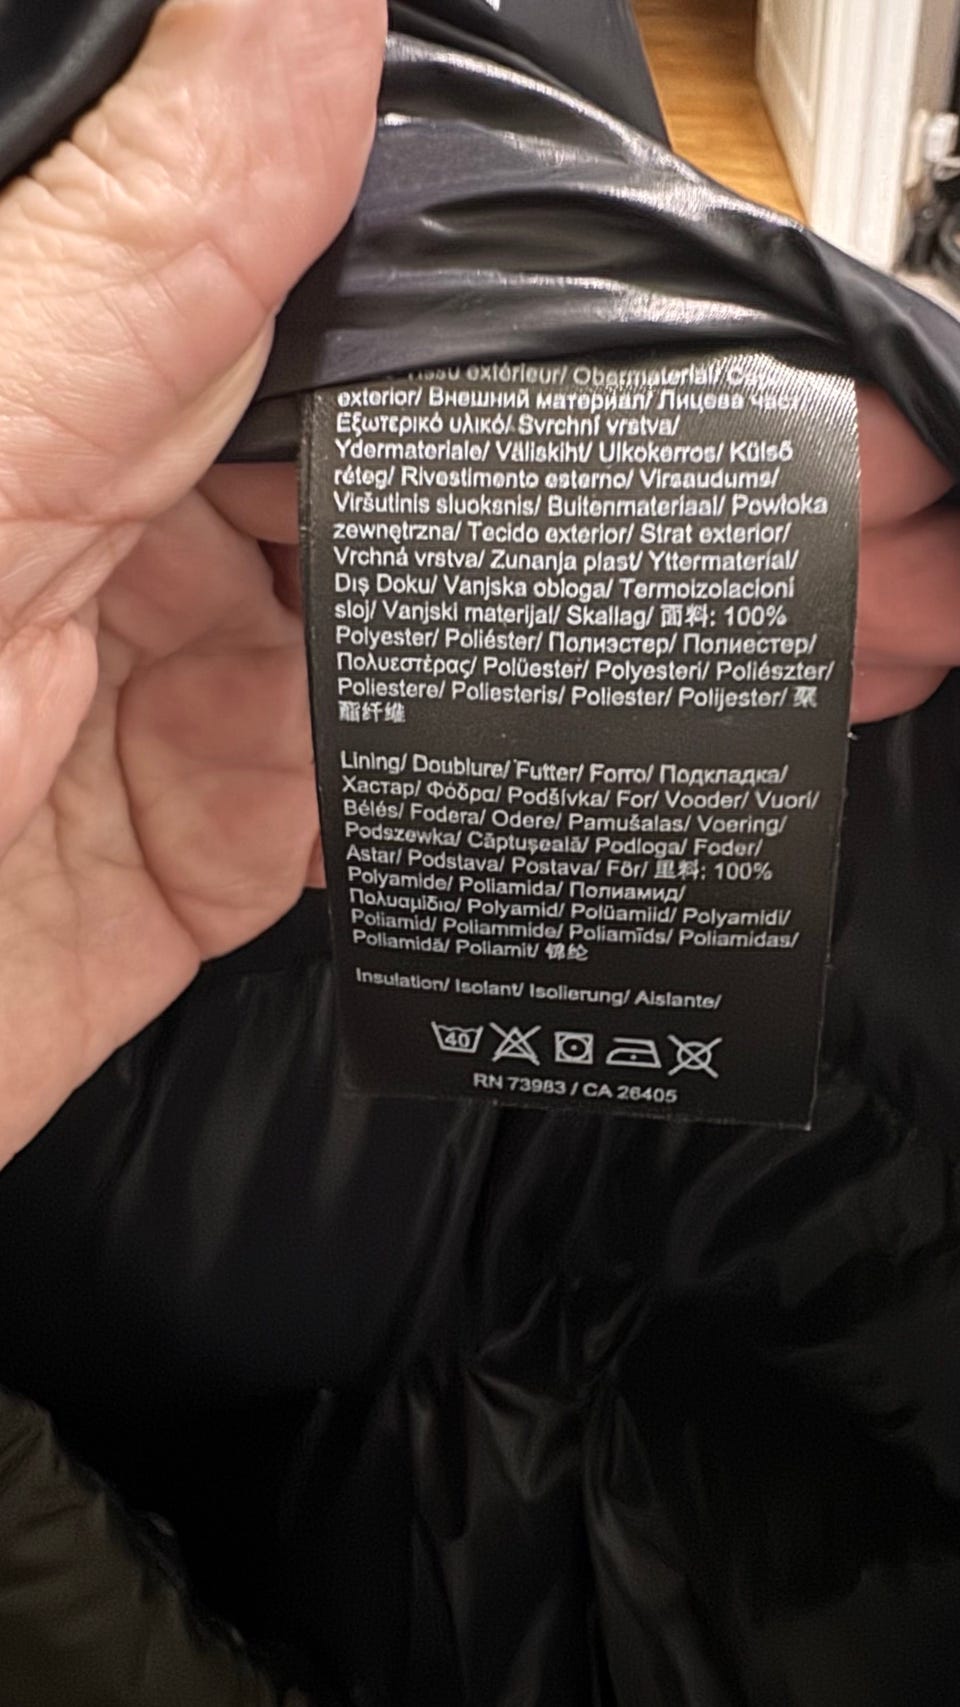 extérieur/ Obermaterial/
exterior/ Внешний материал/ Лицева част/
Εξωτερικό υλικό/ Svrchní vrstva/
Ydermateriale/ Väliskiht/ Ulkokerros/ Külső
réteg/ Rivestimento esterno/ Virsaudums/
Viršutinis sluoksnis/ Buitenmateriaal/ Powłoka
zewnętrzna/ Tecido exterior/ Strat exterior/
Vrchná vrstva/ Zunanja plast/ Yttermaterial/
Dış Doku/ Vanjska obloga/ Termoizolacioni
sloj/ Vanjski materijal/ Skallag/ 面料: 100%
Polyester/ Poliéster/ Полиэстер/ Полиестер/
Πολυεστέρας/ Polüester/ Polyesteri/ Poliészter/
Poliestere/ Poliesteris/ Poliester/ Polijester/ 聚
酯纤维
Lining/ Doublure/ Futter/ Forro/ Подкладка/
Хастар/ Φόδρα/ Podšívka/ For/ Vooder/ Vuori/
Bélés/ Fodera/ Odere/ Pamušalas/ Voering/
Podszewka/ Căptuşeală/ Podloga/ Foder/
Astar/ Podstava/ Postava/ Fôr/ 里料: 100%
Polyamide/ Poliamida/ Полиамид/
Πολυαμίδιο/ Polyamid/ Polüamiid/ Polyamidi/
Poliamid/ Poliammide/ Poliamīds/ Poliamidas/
Poliamidă/ Poliamit/ 锦纶
Insulation/ Isolant/ Isolierung/ Aislante/
40
RN 73983 / CA 26405